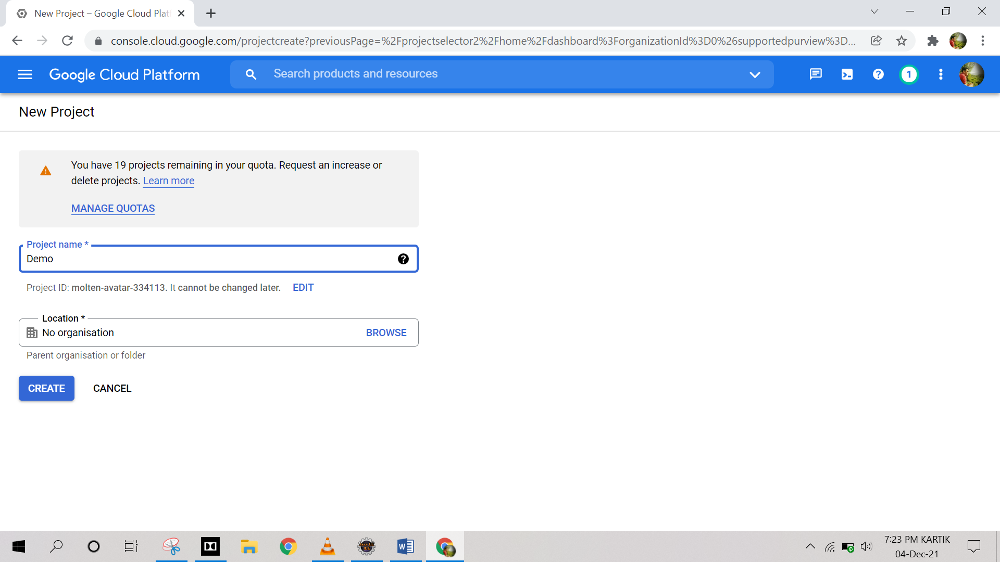 New Project – Google Cloud Plat
console.cloud.google.com/projectcreate?previousPage=%2Fprojectselector2%2Fhome%2Fdashboard%3ForganizationId%3D0%26supportedpurview%3D...
Google Cloud Platform
Search products and resources
1
New Project
You have 19 projects remaining in your quota. Request an increase or
delete projects. Learn more
MANAGE QUOTAS
Project name *
Demo
Project ID: molten-avatar-334113. It cannot be changed later. EDIT
Location *
No organisation BROWSE
Parent organisation or folder
CREATE CANCEL
Java EE
IDE
7:23 PM KARTIK
04-Dec-21